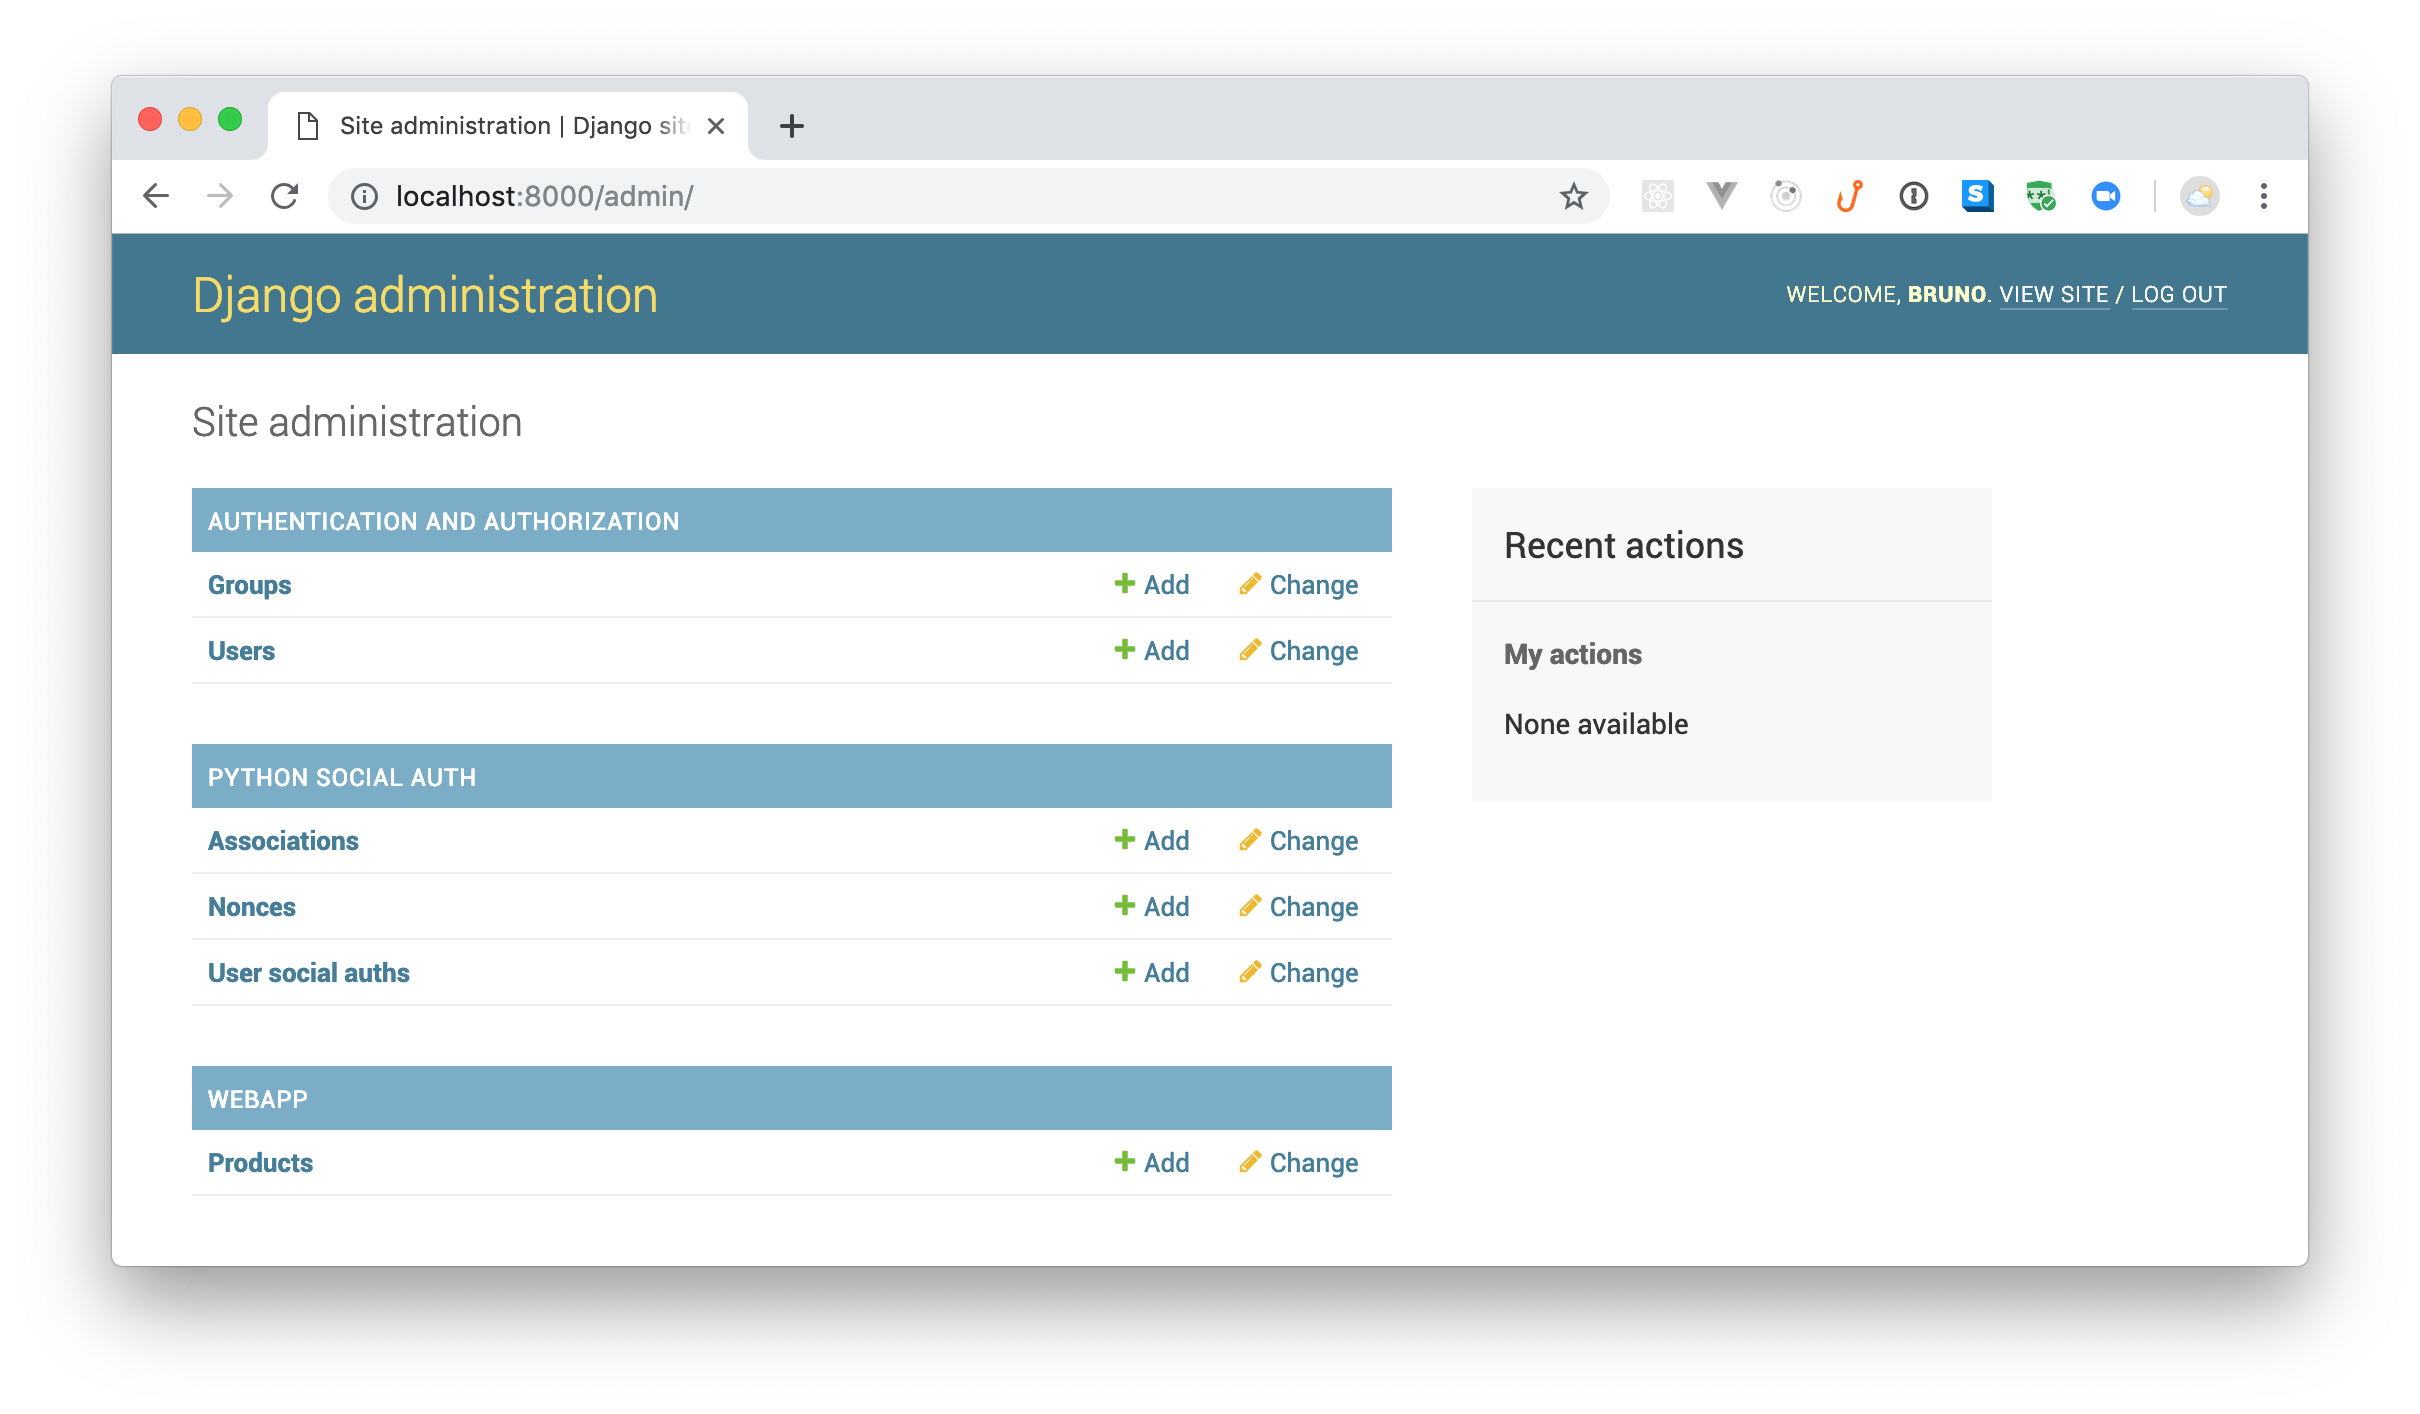 Site administration | Django sit
localhost:8000/admin/
Django administration
WELCOME, BRUNO. VIEW SITE / LOG OUT
Site administration
AUTHENTICATION AND AUTHORIZATION
Groups Add Change
Users Add Change
PYTHON SOCIAL AUTH
Associations Add Change
Nonces Add Change
User social auths Add Change
WEBAPP
Products Add Change
Recent actions
My actions
None available